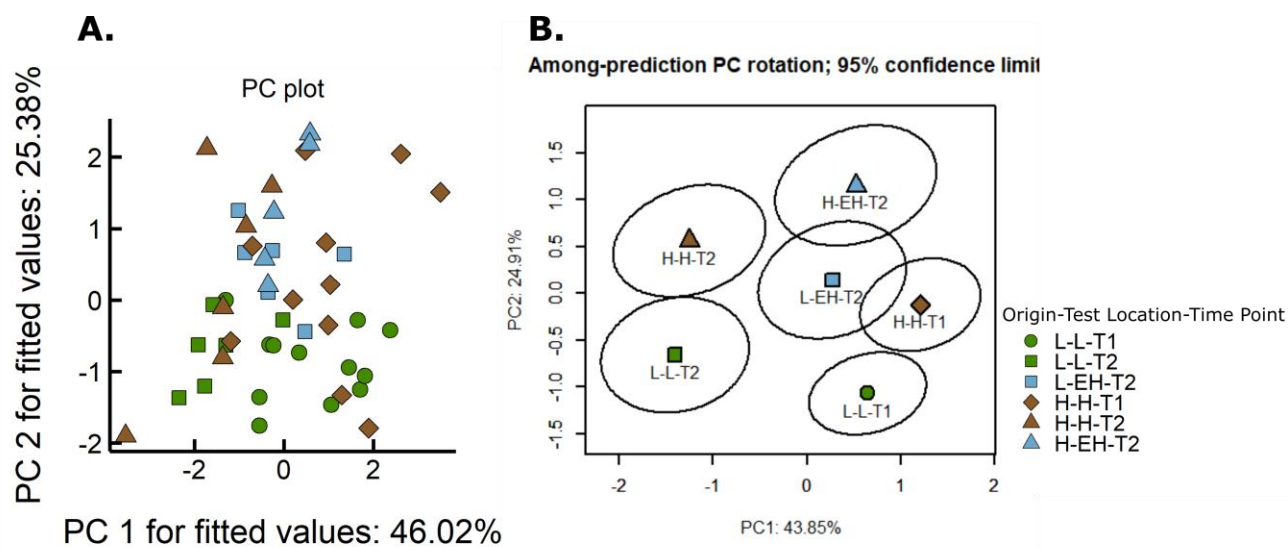 A.
PC plot
PC 2 for fitted values: 25.38%
2
1
0
-1
-2
-2
0
2
PC 1 for fitted values: 46.02%
B.
Among-prediction PC rotation; 95% confidence limit
PC2: 24.91%
1.5
1.0
0.5
0.0
-0.5
-1.0
-1.5
H-EH-T2
H-H-T2
L-EH-T2
H-H-T1
L-L-T2
L-L-T1
-2
-1
0
1
2
PC1: 43.85%
Origin-Test Location-Time Point
L-L-T1
L-L-T2
L-EH-T2
H-H-T1
H-H-T2
H-EH-T2